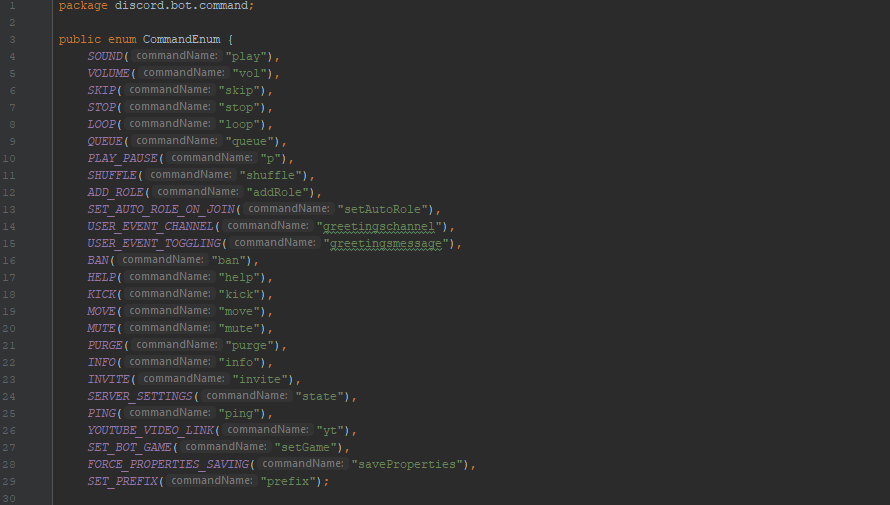 1 package discord.bot.command;
2
3 public enum CommandEnum {
4 SOUND( commandName: "play"),
5 VOLUME( commandName: "vol"),
6 SKIP( commandName: "skip"),
7 STOP( commandName: "stop"),
8 LOOP( commandName: "loop"),
9 QUEUE( commandName: "queue"),
10 PLAY_PAUSE( commandName: "p"),
11 SHUFFLE( commandName: "shuffle"),
12 ADD_ROLE( commandName: "addRole"),
13 SET_AUTO_ROLE_ON_JOIN( commandName: "setAutoRole"),
14 USER_EVENT_CHANNEL( commandName: "greetingschannel"),
15 USER_EVENT_TOGGLING( commandName: "greetingsmessage"),
16 BAN( commandName: "ban"),
17 HELP( commandName: "help"),
18 KICK( commandName: "kick"),
19 MOVE( commandName: "move"),
20 MUTE( commandName: "mute"),
21 PURGE( commandName: "purge"),
22 INFO( commandName: "info"),
23 INVITE( commandName: "invite"),
24 SERVER_SETTINGS( commandName: "state"),
25 PING( commandName: "ping"),
26 YOUTUBE_VIDEO_LINK( commandName: "yt"),
27 SET_BOT_GAME( commandName: "setGame"),
28 FORCE_PROPERTIES_SAVING( commandName: "saveProperties"),
29 SET_PREFIX( commandName: "prefix");
30